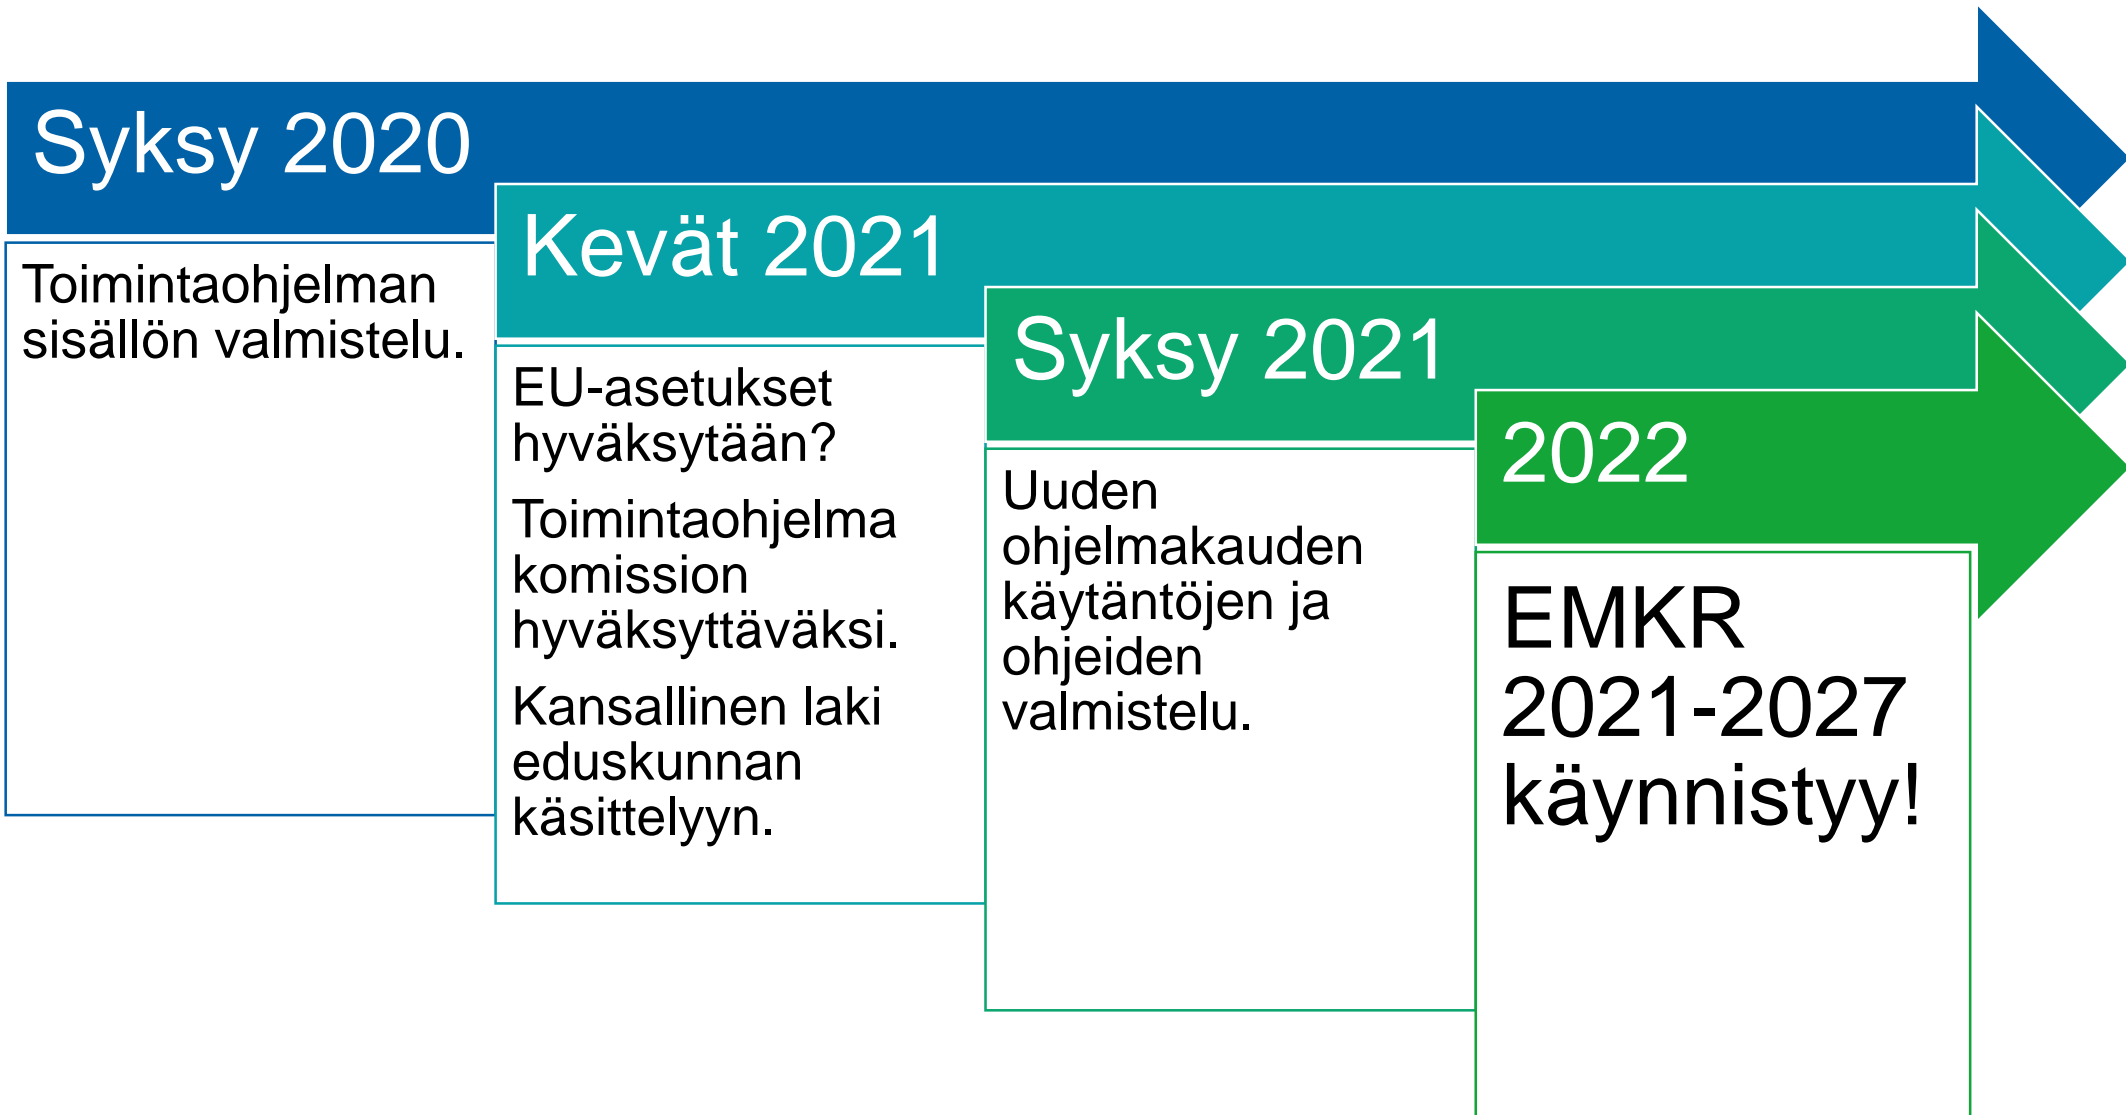 Syksy 2020
Toimintaohjelman
sisällön valmistelu.
Kevät 2021
EU-asetukset
hyväksytään?
Toimintaohjelma
komission
hyväksyttäväksi.
Kansallinen laki
eduskunnan
käsittelyyn.
Syksy 2021
Uuden
ohjelmakauden
käytäntöjen ja
ohjeiden
valmistelu.
2022
EMKR
2021-2027
käynnistyy!